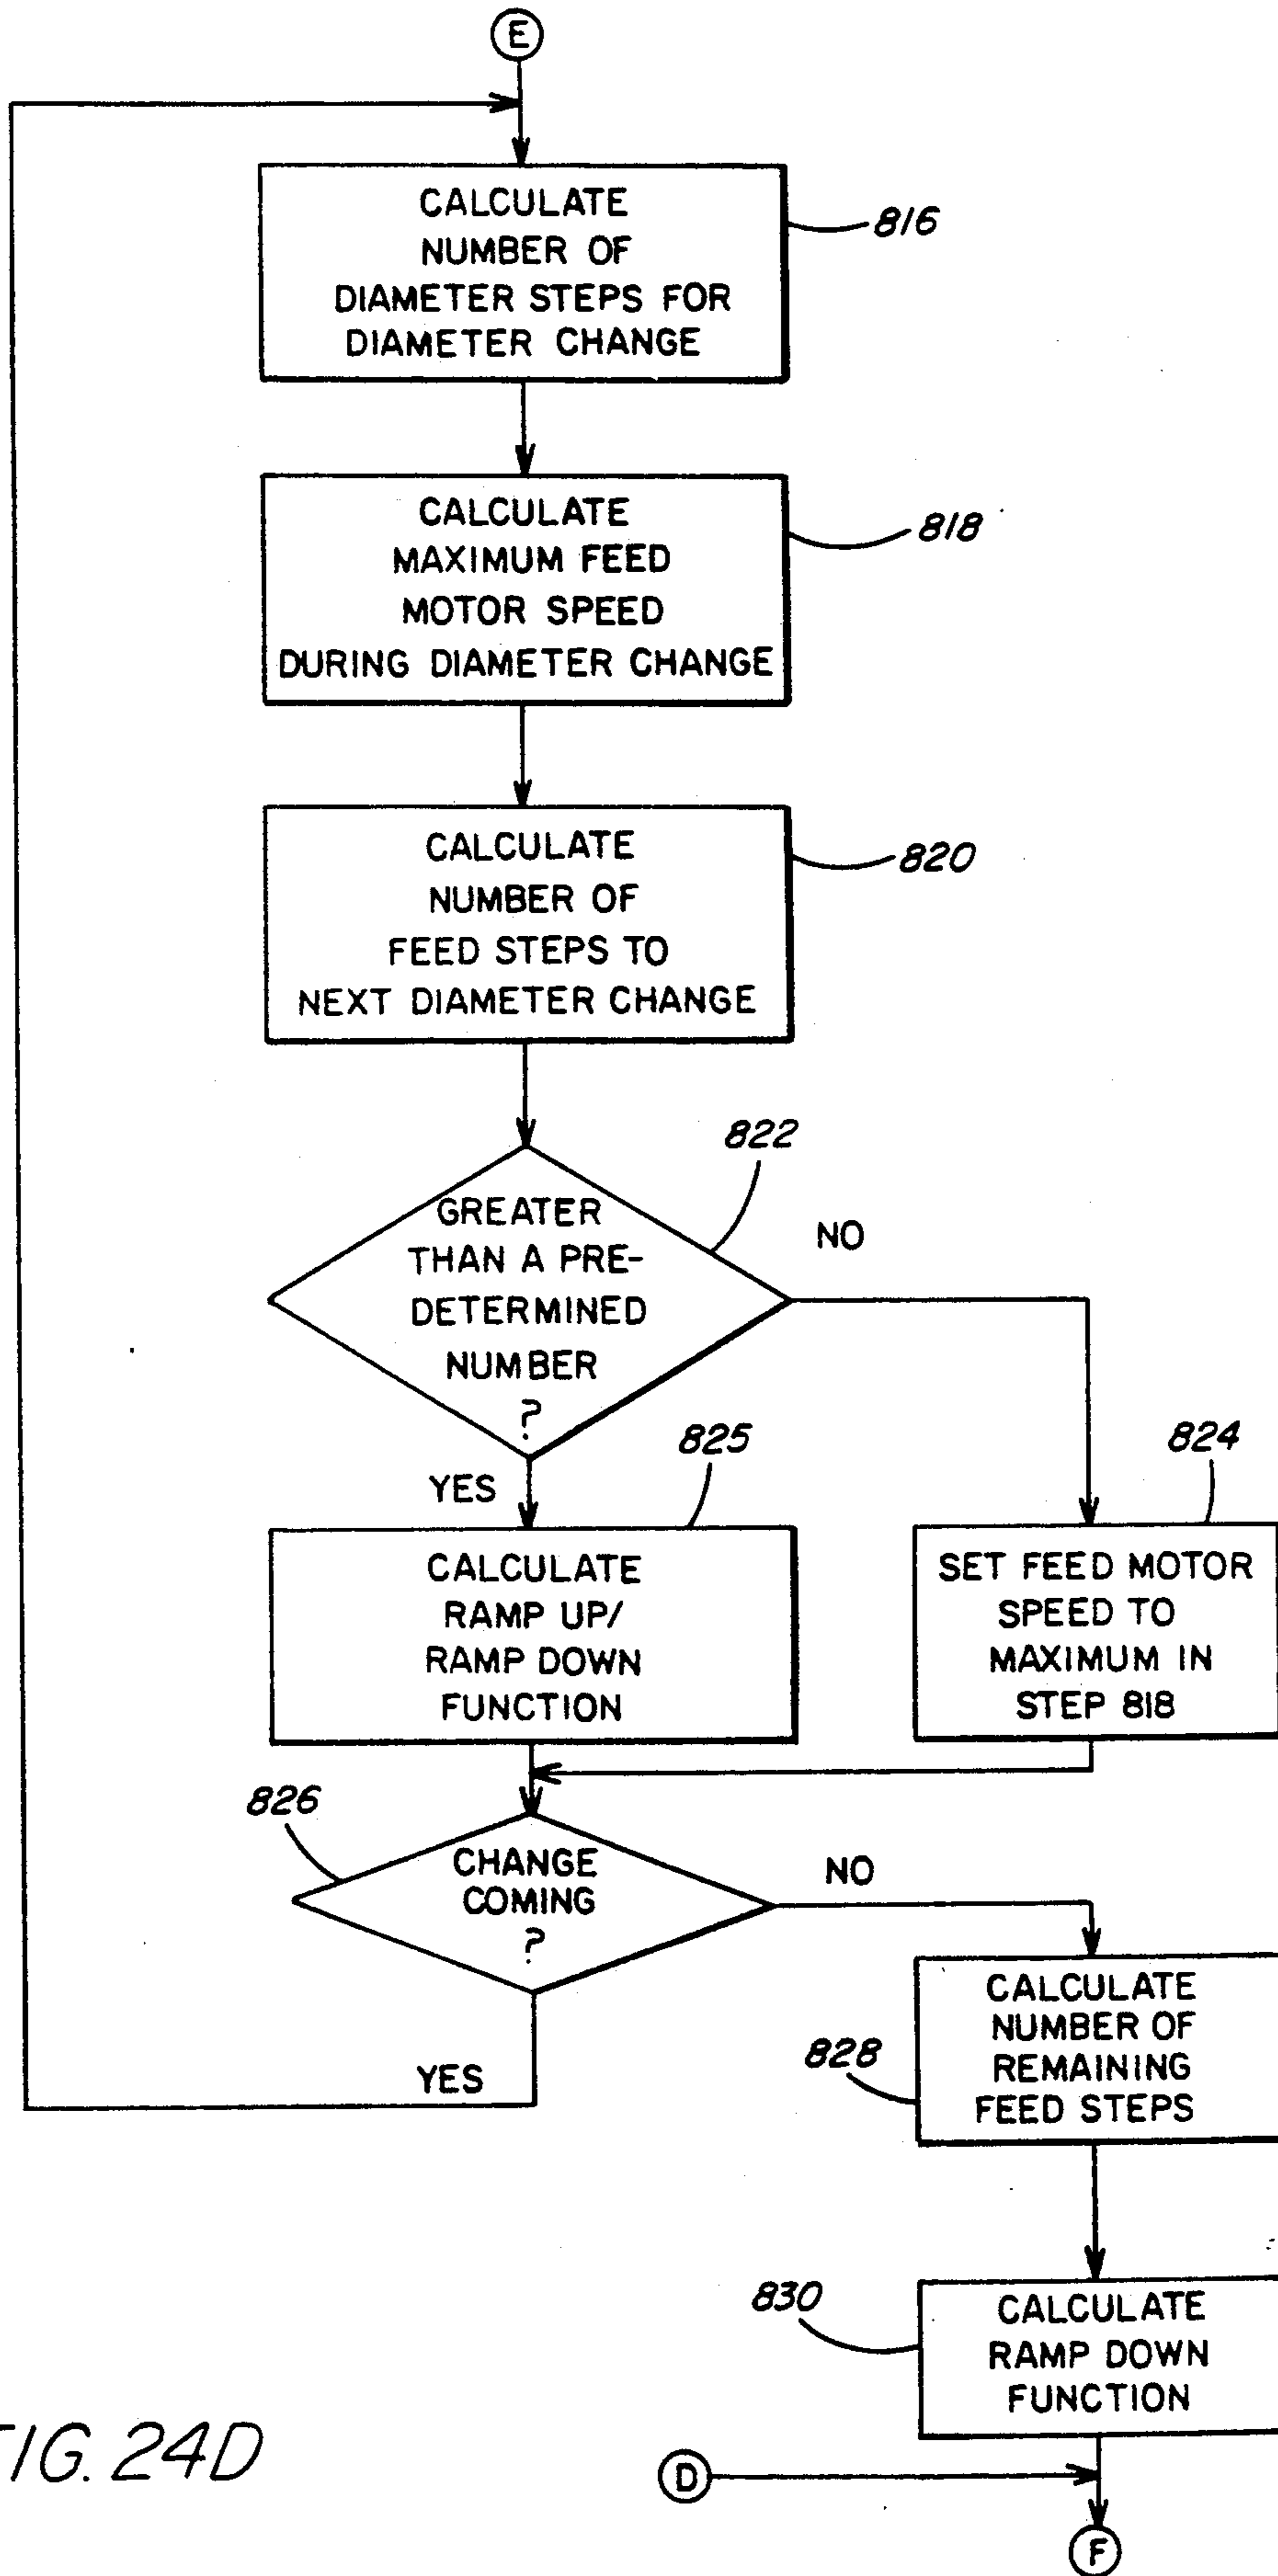 E
CALCULATE
NUMBER OF
DIAMETER STEPS FOR
DIAMETER CHANGE
816
CALCULATE
MAXIMUM FEED
MOTOR SPEED
DURING DIAMETER CHANGE
818
CALCULATE
NUMBER OF
FEED STEPS TO
NEXT DIAMETER CHANGE
820
822
GREATER
THAN A PRE-
DETERMINED
NUMBER
?
NO
YES
825
824
CALCULATE
RAMP UP/
RAMP DOWN
FUNCTION
SET FEED MOTOR
SPEED TO
MAXIMUM IN
STEP 818
826
CHANGE
COMING
?
NO
YES
828
CALCULATE
NUMBER OF
REMAINING
FEED STEPS
830
CALCULATE
RAMP DOWN
FUNCTION
FIG. 24D
D
F